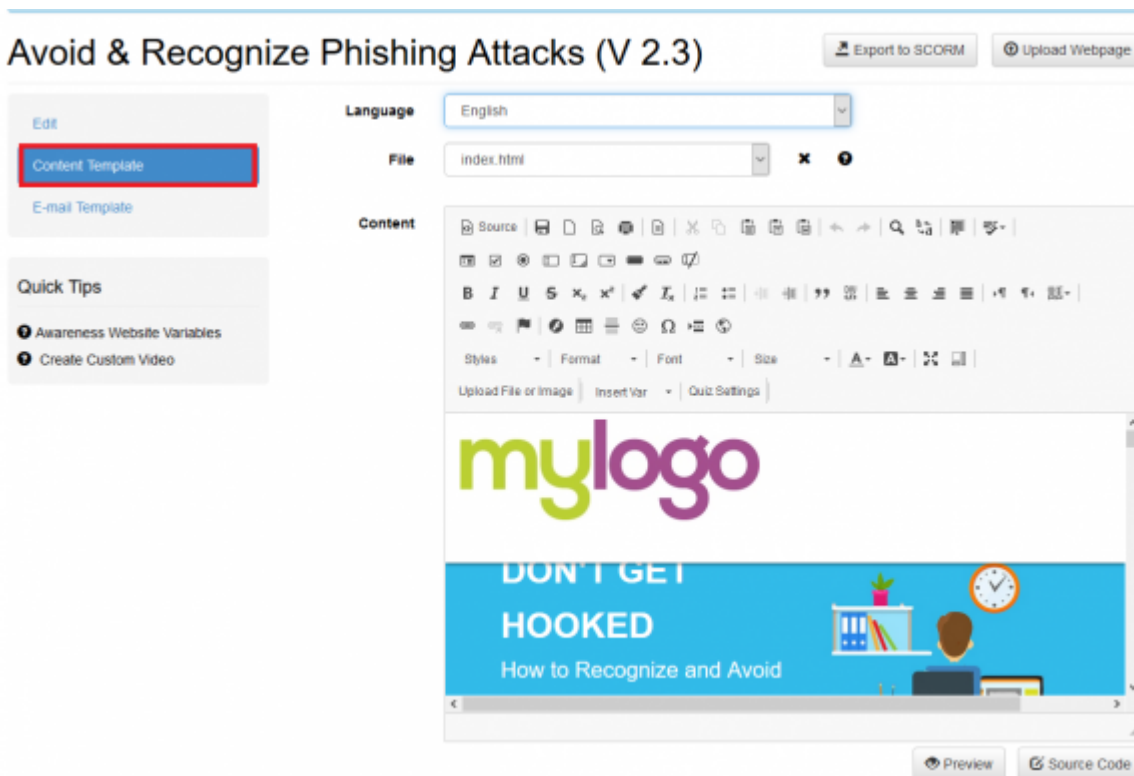 Avoid & Recognize Phishing Attacks (V 2.3)
Export to SCORM
Upload Webpage
Edit
Content Template
E-mail Template
Quick Tips
Awareness Website Variables
Create Custom Video
Language
English
File
index.html
Content
Source
Styles
Format
Font
Size
Upload File or Image
Insert Var
Quiz Settings
mylogo
DON'T GET
HOOKED
How to Recognize and Avoid
Preview
Source Code